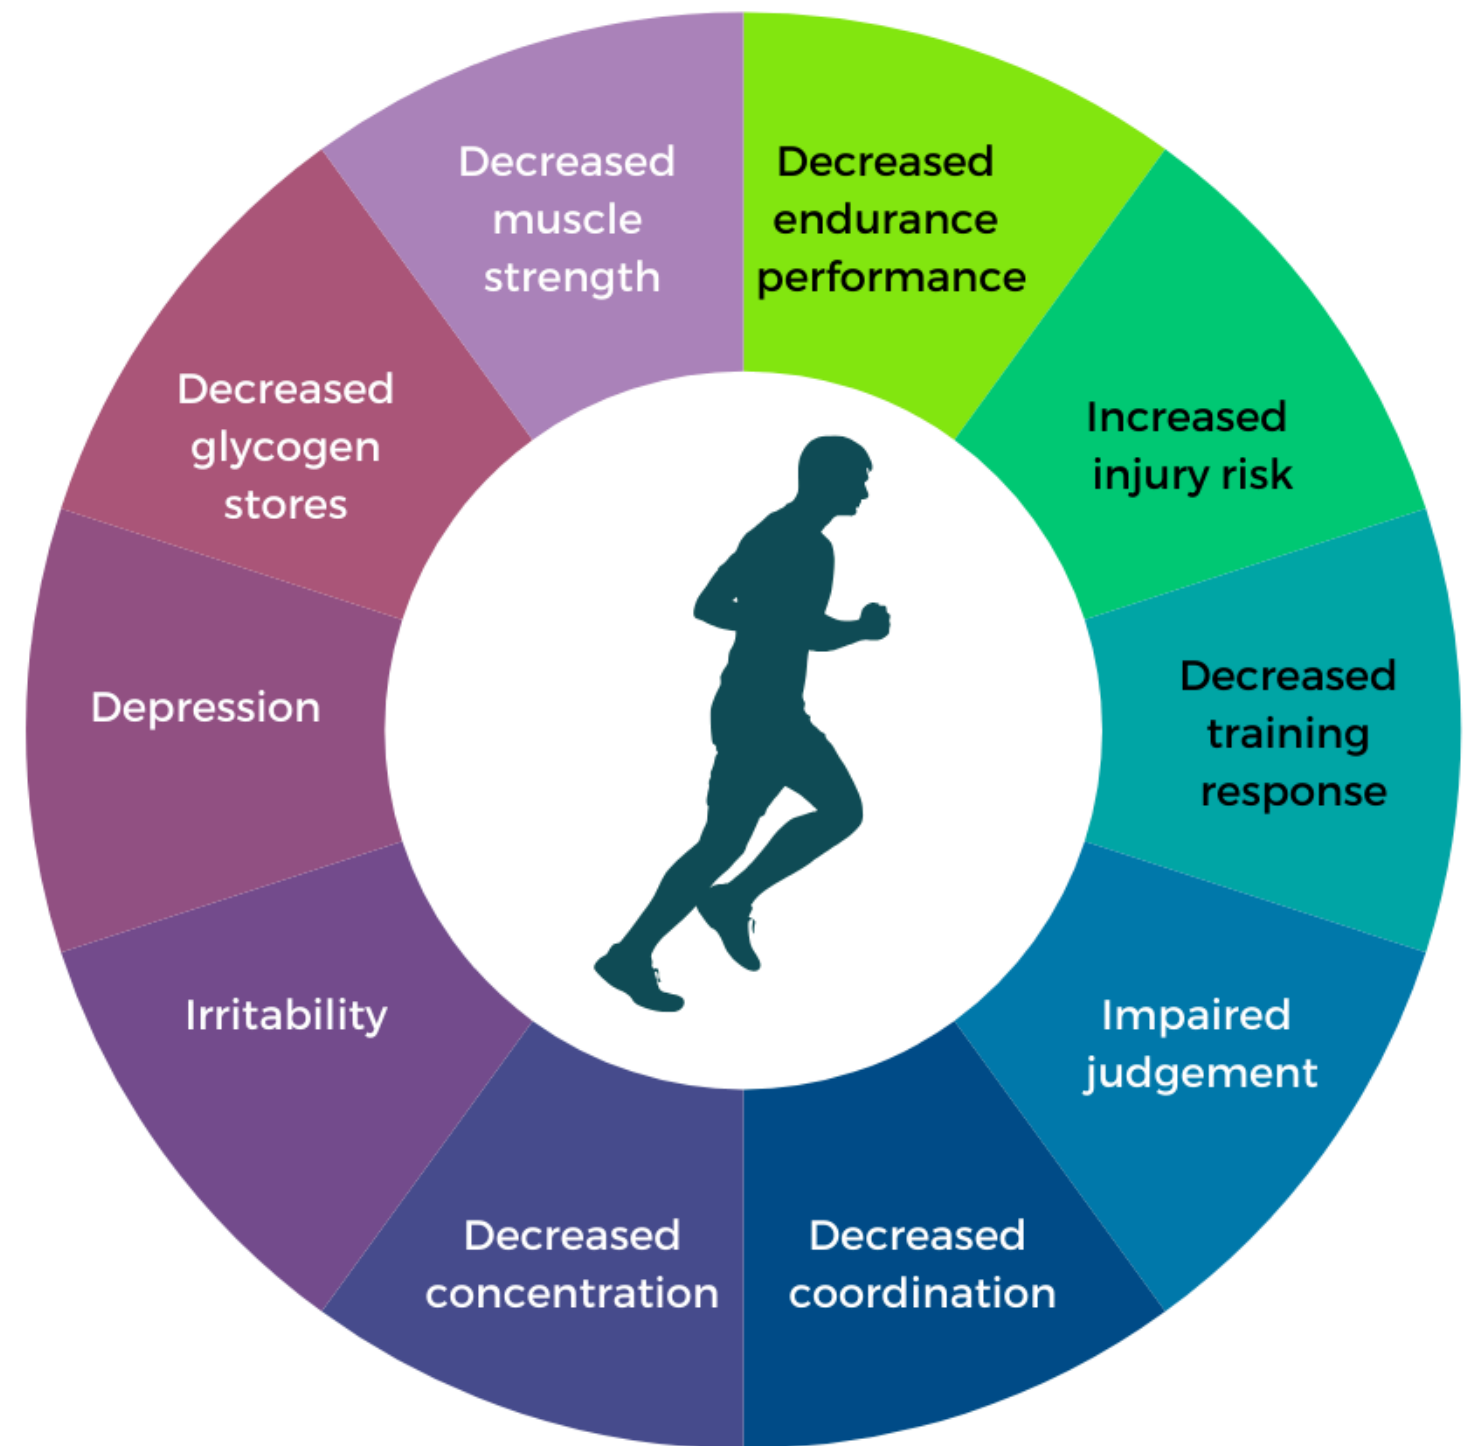 Decreased
endurance
performance
Increased
injury risk
Decreased
training
response
Impaired
judgement
Decreased
coordination
Decreased
concentration
Irritability
Depression
Decreased
glycogen
stores
Decreased
muscle
strength